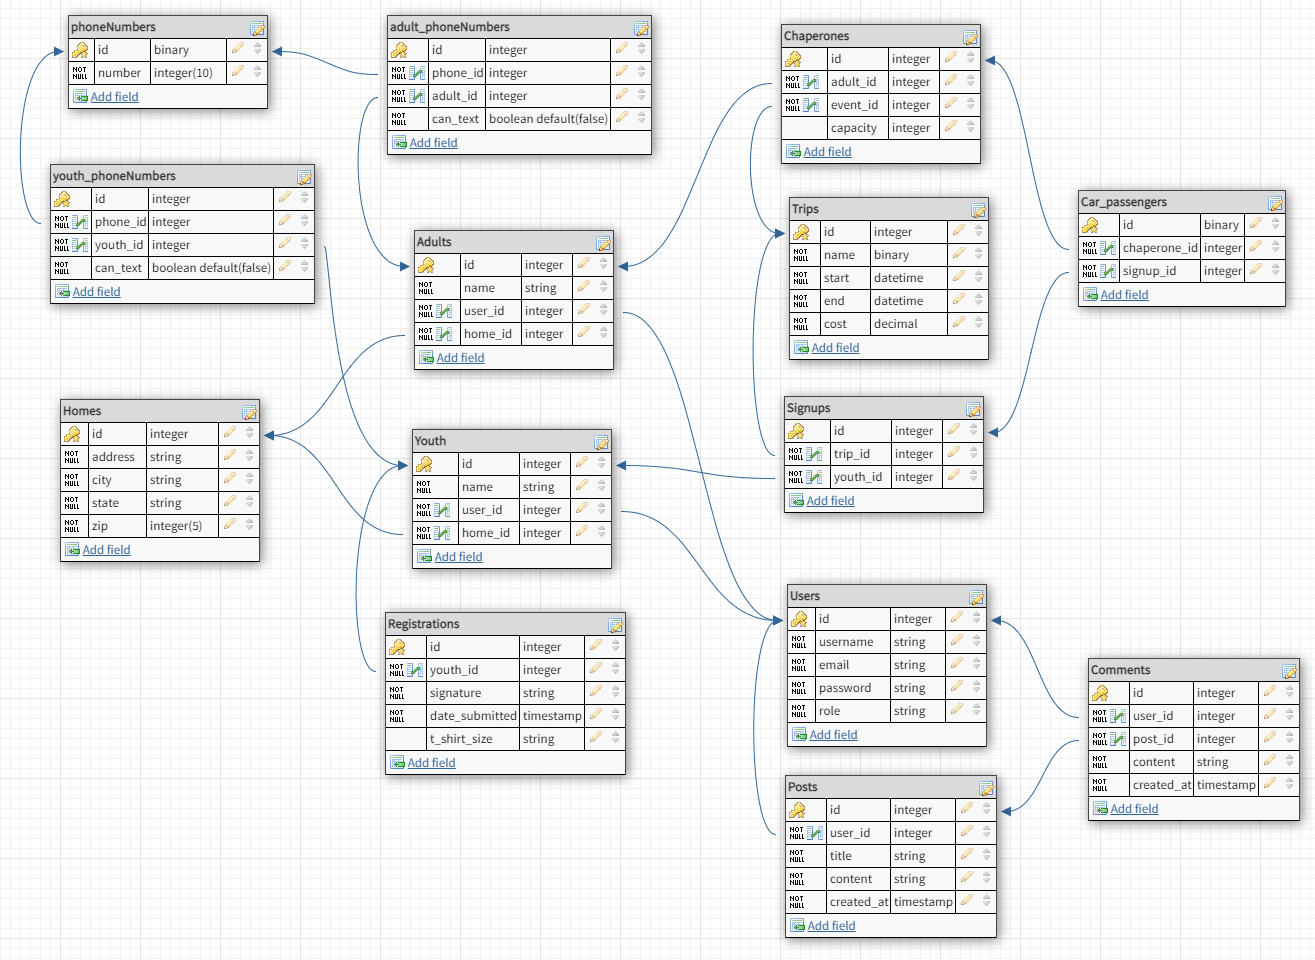 phoneNumbers
id binary
NOT NULL number integer(10)
Add field
adult_phoneNumbers
id integer
NOT NULL phone_id integer
NOT NULL adult_id integer
NOT NULL can_text boolean default(false)
Add field
Chaperones
id integer
NOT NULL adult_id integer
NOT NULL event_id integer
capacity integer
Add field
youth_phoneNumbers
id integer
NOT NULL phone_id integer
NOT NULL youth_id integer
NOT NULL can_text boolean default(false)
Add field
Adults
id integer
NOT NULL name string
NOT NULL user_id integer
NOT NULL home_id integer
Add field
Trips
id integer
NOT NULL name binary
NOT NULL start datetime
NOT NULL end datetime
NOT NULL cost decimal
Add field
Car_passengers
id binary
NOT NULL chaperone_id integer
NOT NULL signup_id integer
Add field
Homes
id integer
NOT NULL address string
NOT NULL city string
NOT NULL state string
NOT NULL zip integer(5)
Add field
Youth
id integer
NOT NULL name string
NOT NULL user_id integer
NOT NULL home_id integer
Add field
Signups
id integer
NOT NULL trip_id integer
NOT NULL youth_id integer
Add field
Registrations
id integer
NOT NULL youth_id integer
NOT NULL signature string
NOT NULL date_submitted timestamp
t_shirt_size string
Add field
Users
id integer
NOT NULL username string
NOT NULL email string
NOT NULL password string
NOT NULL role string
Add field
Comments
id integer
NOT NULL user_id integer
NOT NULL post_id integer
NOT NULL content string
NOT NULL created_at timestamp
Add field
Posts
id integer
NOT NULL user_id integer
NOT NULL title string
NOT NULL content string
NOT NULL created_at timestamp
Add field